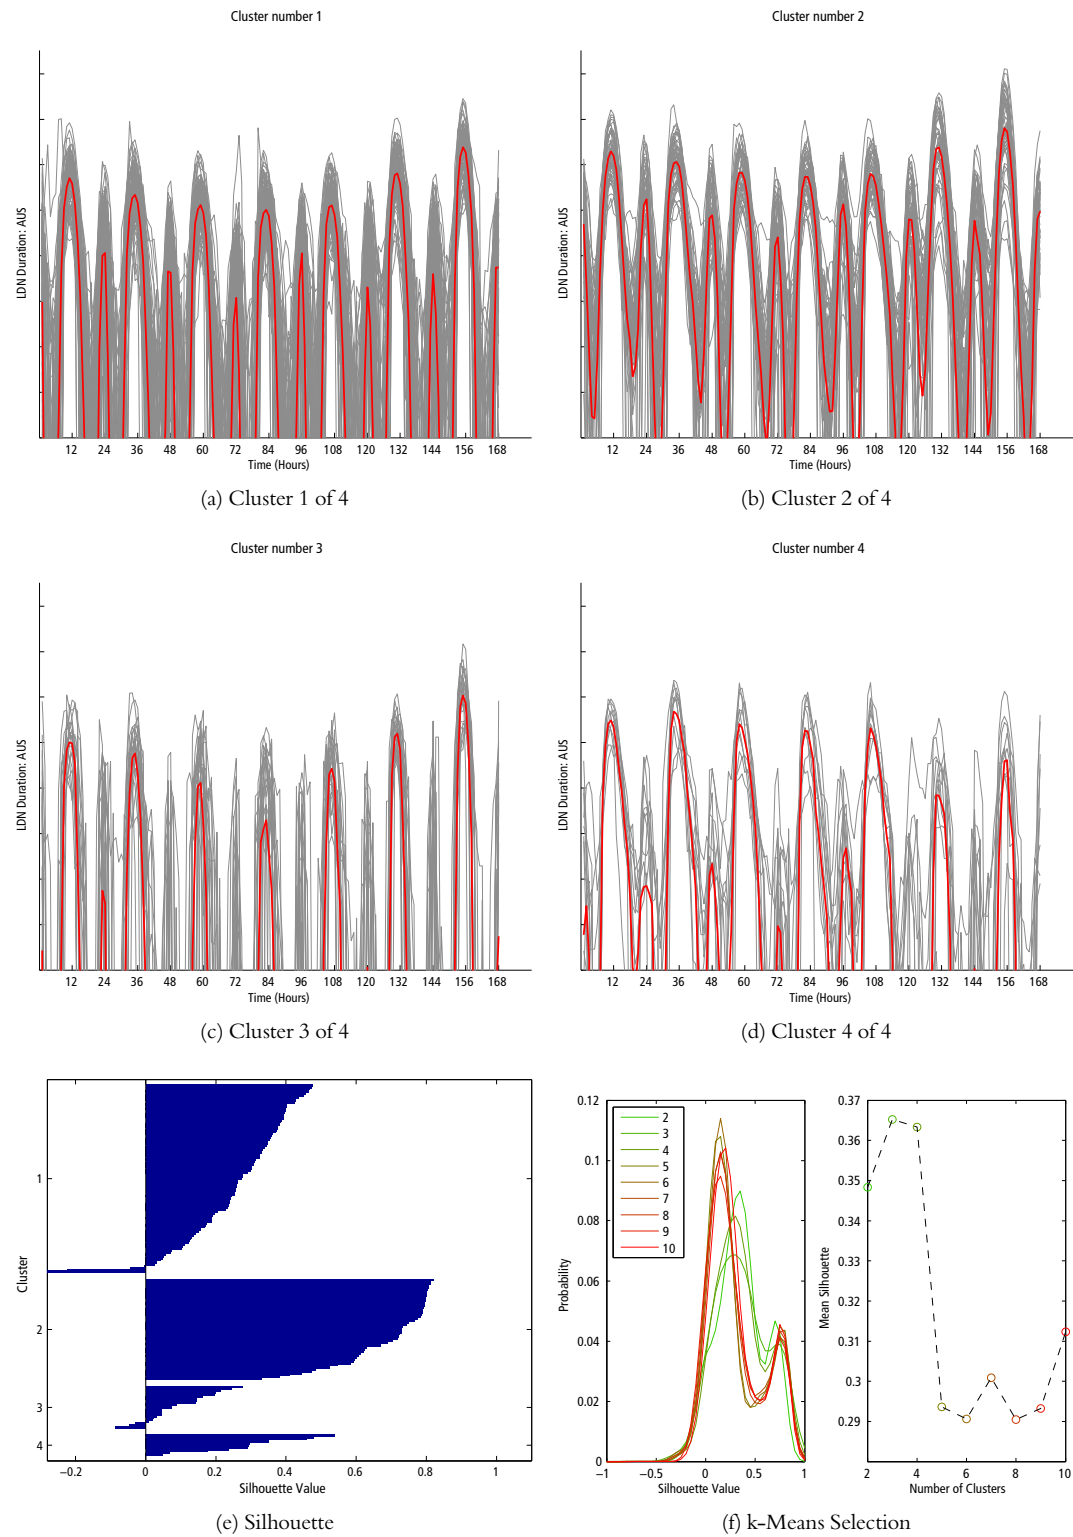 Cluster number 1
LDN Duration: AUS
12 24 36 48 60 72 84 96 108 120 132 144 156 168
Time (Hours)
(a) Cluster 1 of 4
Cluster number 2
LDN Duration: AUS
12 24 36 48 60 72 84 96 108 120 132 144 156 168
Time (Hours)
(b) Cluster 2 of 4
Cluster number 3
LDN Duration: AUS
12 24 36 48 60 72 84 96 108 120 132 144 156 168
Time (Hours)
(c) Cluster 3 of 4
Cluster number 4
LDN Duration: AUS
12 24 36 48 60 72 84 96 108 120 132 144 156 168
Time (Hours)
(d) Cluster 4 of 4
Cluster
1
2
3
4
−0.2 0 0.2 0.4 0.6 0.8 1
Silhouette Value
(e) Silhouette
Probability
0.12
0.1
0.08
0.06
0.04
0.02
0
2
3
4
5
6
7
8
9
10
−1 −0.5 0 0.5 1
Silhouette Value
Mean Silhouette
0.37
0.36
0.35
0.34
0.33
0.32
0.31
0.3
0.29
2 4 6 8 10
Number of Clusters
(f) k-Means Selection